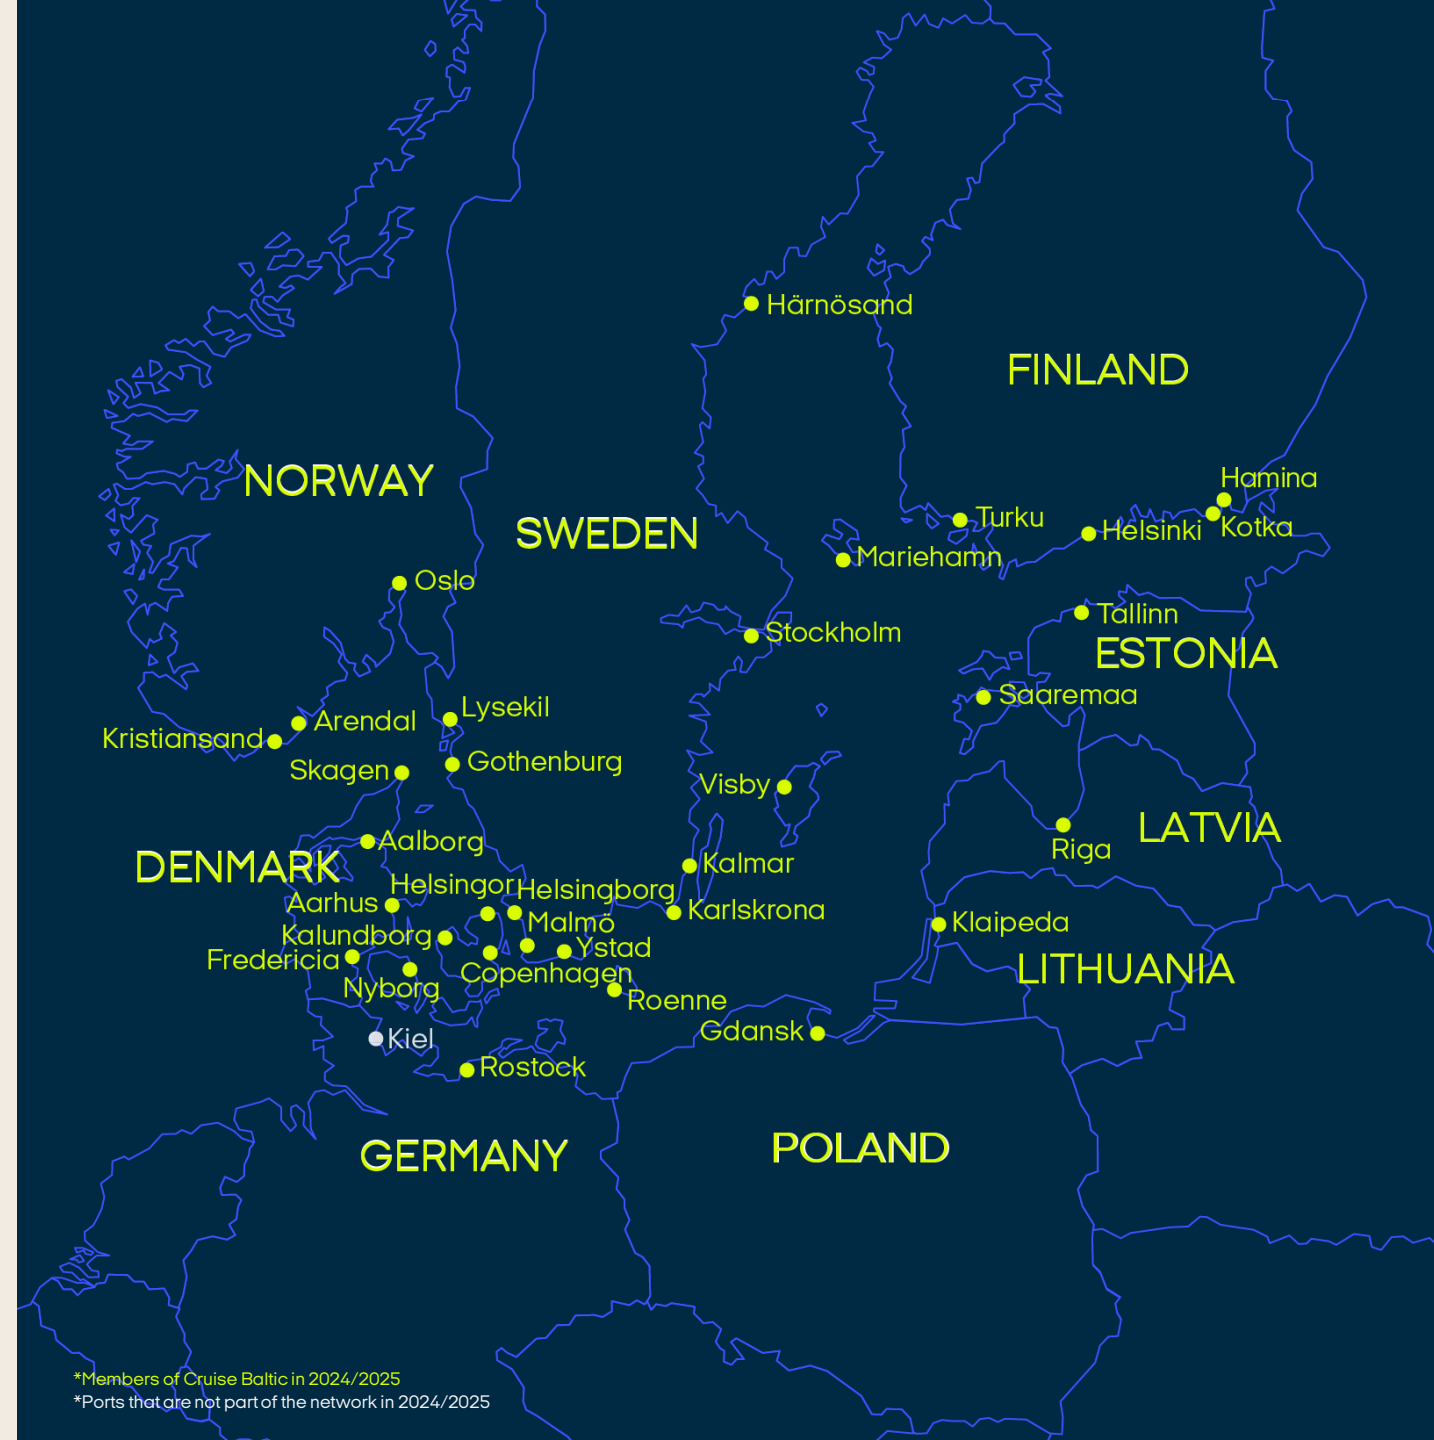 Härnösand
FINLAND
NORWAY
Hamina
SWEDEN
Turku
Helsinki
Kotka
Mariehamn
Oslo
Tallinn
Stockholm
ESTONIA
Saaremaa
Lysekil
Arendal
Kristiansand
Gothenburg
Skagen
Visby
LATVIA
Aalborg
Riga
DENMARK
Kalmar
Helsingor
Helsingborg
Aarhus
Karlskrona
Malmö
Klaipeda
Kalundborg
Ystad
Fredericia
Copenhagen
LITHUANIA
Nyborg
Roenne
Gdansk
Kiel
Rostock
GERMANY
POLAND
*Members of Cruise Baltic in 2024/2025
*Ports that are not part of the network in 2024/2025